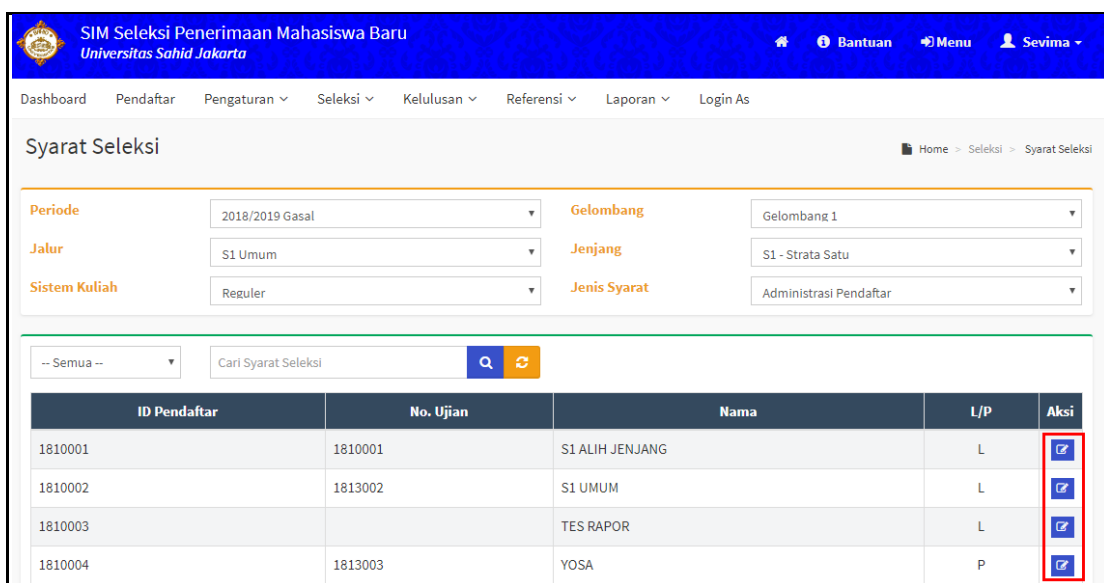 SIM Seleksi Penerimaan Mahasiswa Baru
Universitas Sahid Jakarta
Bantuan Menu Sevima
Dashboard Pendaftar Pengaturan Seleksi Kelulusan Referensi Laporan Login As
Syarat Seleksi
Home > Seleksi > Syarat Seleksi
Periode 2018/2019 Gasal Gelombang Gelombang 1
Jalur S1 Umum Jenjang S1 - Strata Satu
Sistem Kuliah Reguler Jenis Syarat Administrasi Pendaftar
-- Semua -- Cari Syarat Seleksi
ID Pendaftar No. Ujian Nama L/P Aksi
1810001 1810001 S1 ALIH JENJANG L
1810002 1813002 S1 UMUM L
1810003 TES RAPOR L
1810004 1813003 YOSA P